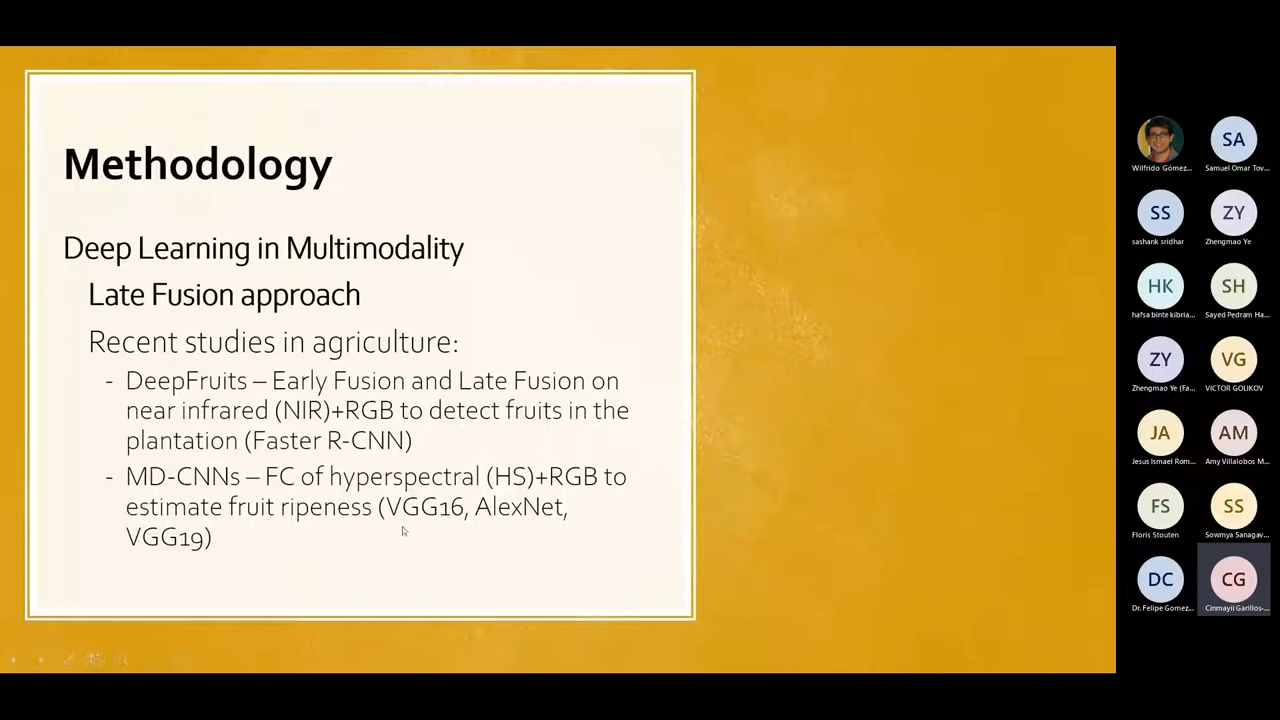 Methodology
Deep Learning in Multimodality
Late Fusion approach
Recent studies in agriculture:
- DeepFruits – Early Fusion and Late Fusion on
near infrared (NIR)+RGB to detect fruits in the
plantation (Faster R-CNN)
- MD-CNNs – FC of hyperspectral (HS)+RGB to
estimate fruit ripeness (VGG16, AlexNet,
VGG19)
Wilfrido Gómez...
SA
Samuel Omar Tov...
SS
sashank sridhar
ZY
Zhengmao Ye
HK
hafsa binte kibria...
SH
Sayed Pedram Ha...
ZY
Zhengmao Ye (Fa...
VG
VICTOR GOLIKOV
JA
Jesus Ismael Rom...
AM
Amy Villalobos M...
FS
Floris Stouten
SS
Sowmya Sanagav...
DC
Dr. Felipe Gomez...
CG
Cinmayii Garillos-...